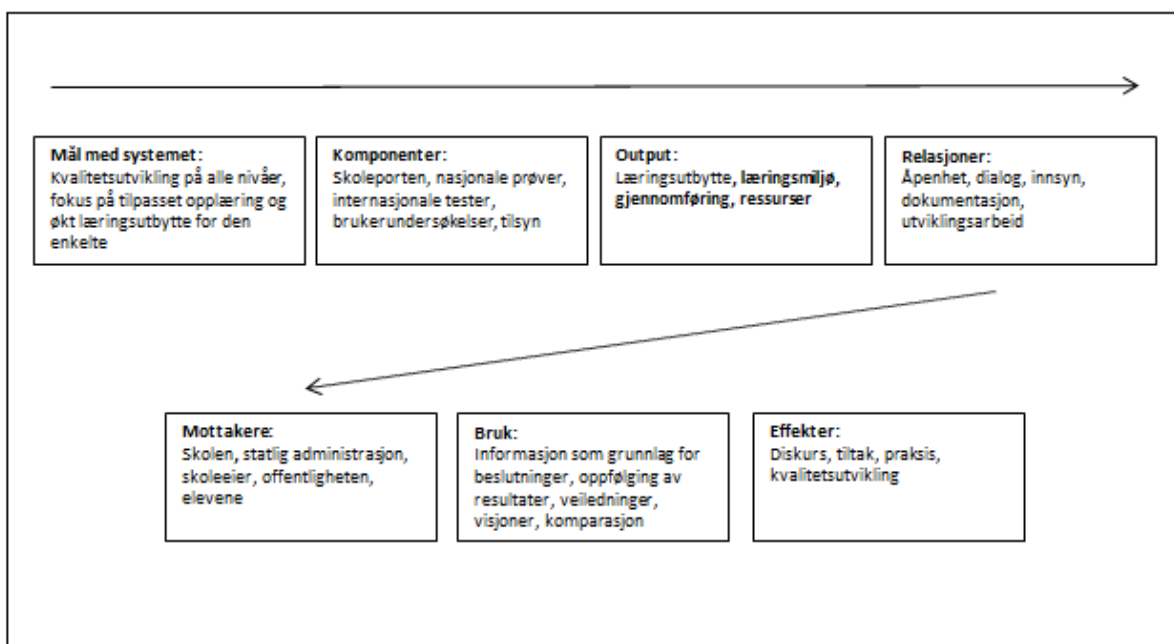 Mål med systemet:
Kvalitetsutvikling på alle nivåer,
fokus på tilpasset opplæring og
økt læringsutbytte for den
enkelte
Komponenter:
Skoleporten, nasjonale prøver,
internasjonale tester,
brukerundersøkelser, tilsyn
Output:
Læringsutbytte, læringsmiljø,
gjennomføring, ressurser
Relasjoner:
Åpenhet, dialog, innsyn,
dokumentasjon,
utviklingsarbeid
Mottakere:
Skolen, statlig administrasjon,
skoleeier, offentligheten,
elevene
Bruk:
Informasjon som grunnlag for
beslutninger, oppfølging av
resultater, veiledninger,
visjoner, komparasjon
Effekter:
Diskurs, tiltak, praksis,
kvalitetsutvikling